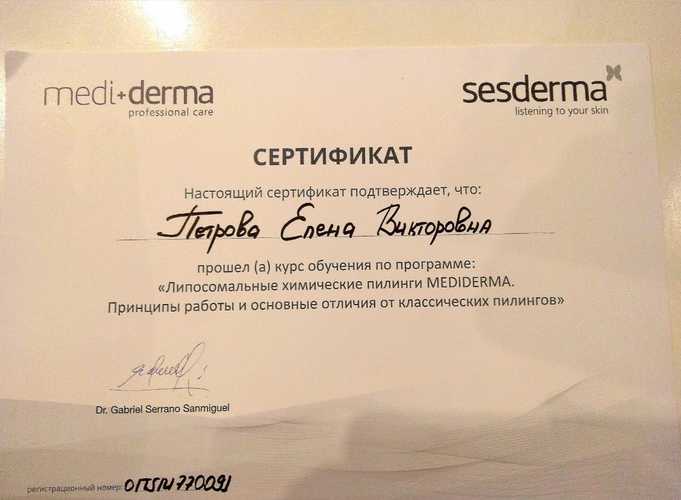 medi+derma
professional care
sesderma
listening to your skin
СЕРТИФИКАТ
Настоящий сертификат подтверждает, что:
Петрова Елена Викторовна
прошел (а) курс обучения по программе:
«Липосомальные химические пилинги MEDIDERMA.
Принципы работы и основные отличия от классических пилингов»
Dr. Gabriel Serrano Sanmiguel
регистрационный номер: